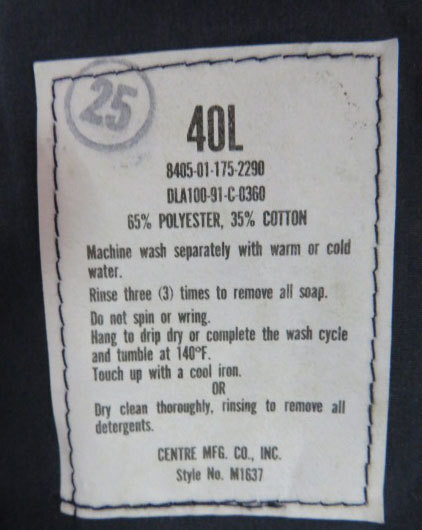 25
40L
8405-01-175-2290
DLA100-91-C-0360
65% POLYESTER, 35% COTTON
Machine wash separately with warm or cold
water.
Rinse three (3) times to remove all soap.
Do not spin or wring.
Hang to drip dry or complete the wash cycle
and tumble at 140°F.
Touch up with a cool iron.
OR
Dry clean thoroughly, rinsing to remove all
detergents.
CENTRE MFG. CO., INC.
Style No. M1637